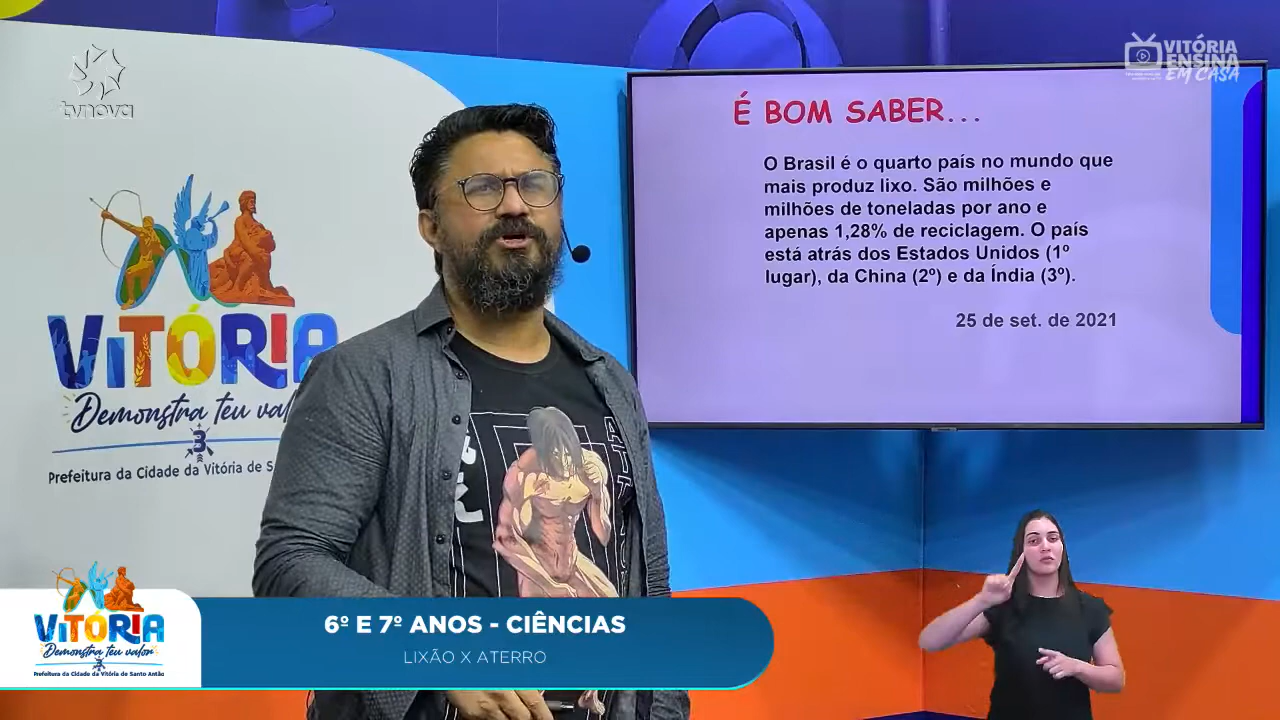 tvnova
VITÓRIA
ENSINA
EM CASA
É BOM SABER...
O Brasil é o quarto país no mundo que
mais produz lixo. São milhões e
milhões de toneladas por ano e
apenas 1,28% de reciclagem. O país
está atrás dos Estados Unidos (1º
lugar), da China (2º) e da Índia (3º).
25 de set. de 2021
VITÓRIA
Demonstra teu val
Prefeitura da Cidade da Vitória de S
6º E 7º ANOS - CIÊNCIAS
LIXÃO X ATERRO
VITÓRIA
Demonstra teu valor
Prefeitura da Cidade da Vitória de Santo Antão